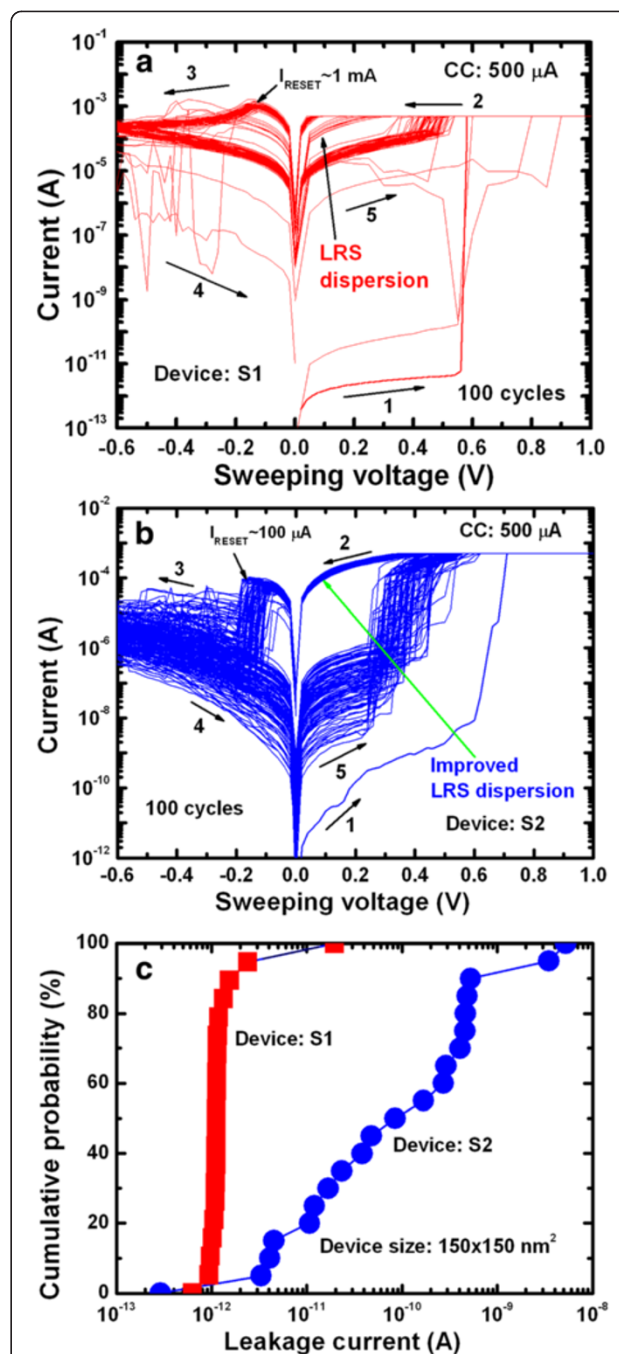 a
3
I_RESET~1 mA
CC: 500 μA
2
5
LRS
dispersion
4
Device: S1
1
100 cycles
Current (A)
10^-1
10^-3
10^-5
10^-7
10^-9
10^-11
10^-13
-0.6 -0.4 -0.2 0.0 0.2 0.4 0.6 0.8 1.0
Sweeping voltage (V)
b
I_RESET~100 μA
CC: 500 μA
3
2
4
5
Improved
LRS dispersion
1
100 cycles
Device: S2
Current (A)
10^-2
10^-4
10^-6
10^-8
10^-10
10^-12
-0.6 -0.4 -0.2 0.0 0.2 0.4 0.6 0.8 1.0
Sweeping voltage (V)
c
Device: S1
Device: S2
Device size: 150x150 nm^2
Cumulative probability (%)
100
80
60
40
20
0
10^-13 10^-12 10^-11 10^-10 10^-9 10^-8
Leakage current (A)